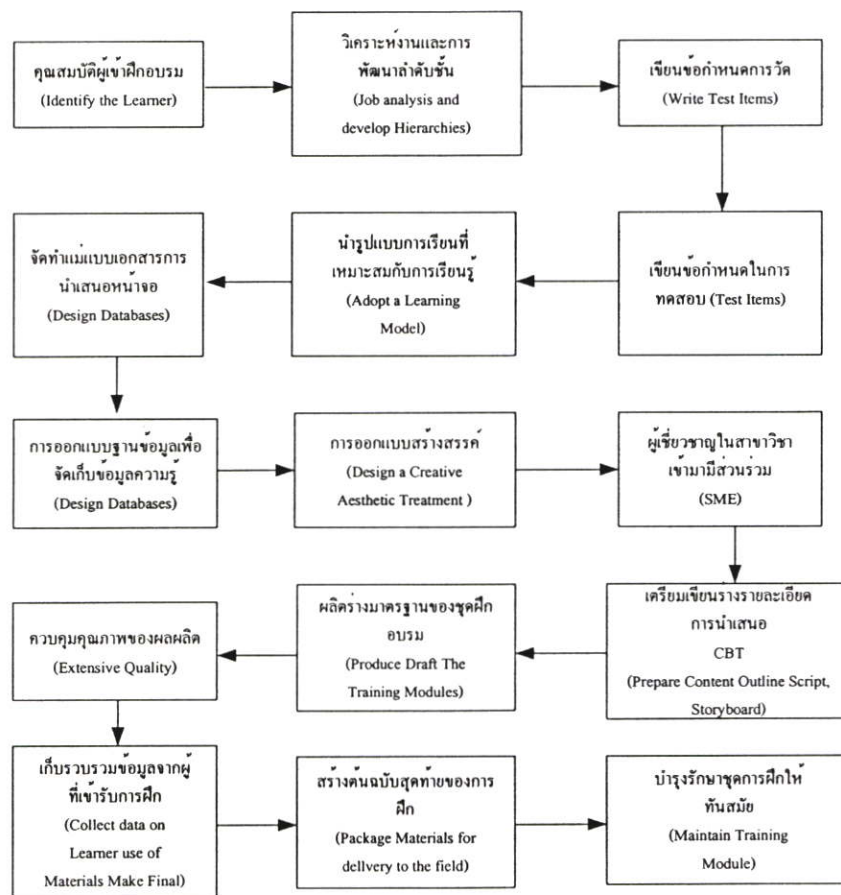 คุณสมบัติผู้เข้าฝึกอบรม
(Identify the Learner)
วิเคราะห์งานและการ
พัฒนาลำดับชั้น
(Job analysis and
develop Hierarchies)
เขียนข้อกำหนดการวัด
(Write Test Items)
เขียนข้อกำหนดในการ
ทดสอบ (Test Items)
นำรูปแบบการเรียนที่
เหมาะสมกับการเรียนรู้
(Adopt a Learning
Model)
จัดทำแม่แบบเอกสารการ
นำเสนอหน้าจอ
(Design Databases)
การออกแบบฐานข้อมูลเพื่อ
จัดเก็บข้อมูลความรู้
(Design Databases)
การออกแบบสร้างสรรค์
(Design a Creative
Aesthetic Treatment )
ผู้เชี่ยวชาญในสาขาวิชา
เข้ามามีส่วนร่วม
(SME)
เตรียมเขียนร่างรายละเอียด
การนำเสนอ
CBT
(Prepare Content Outline Script,
Storyboard)
ผลิตร่างมาตรฐานของชุดฝึก
อบรม
(Produce Draft The
Training Modules)
ควบคุมคุณภาพของผลผลิต
(Extensive Quality)
เก็บรวบรวมข้อมูลจากผู้
ที่เข้ารับการฝึก
(Collect data on
Learner use of
Materials Make Final)
สร้างต้นฉบับสุดท้ายของการ
ฝึก
(Package Materials for
dellvery to the field)
บำรุงรักษาชุดการฝึกให้
ทันสมัย
(Maintain Training
Module)